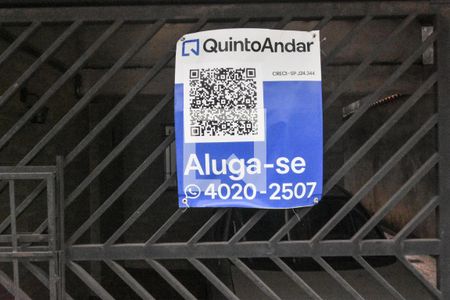 QuintoAndar
CRECI-SP J24.344
Aluga-se
4020-2507